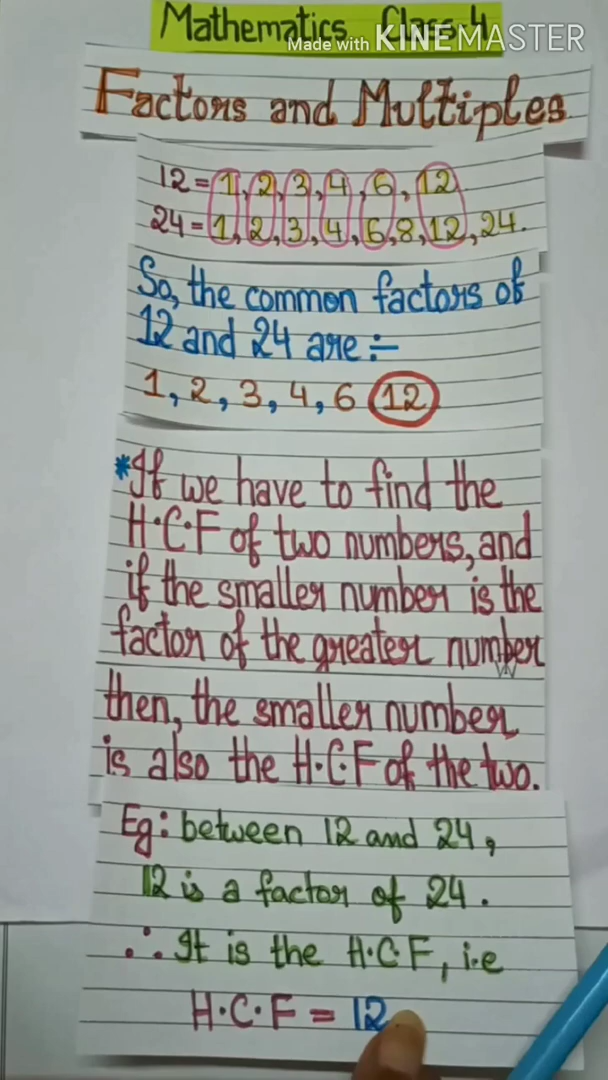 Mathematics Class-4
Made with KINEMASTER
Factors and Multiples
12=1,2,3,4,6,12
24=1,2,3,4,6,8,12,24.
So, the common factors of
12 and 24 are :-
1, 2, 3, 4, 6 12
*If we have to find the
H.C.F of two numbers, and
if the smaller number is the
factor of the greater number
then, the smaller number
is also the H.C.F of the two.
Eg: between 12 and 24,
12 is a factor of 24.
∴ It is the H.C.F, i.e
H.C.F = 12